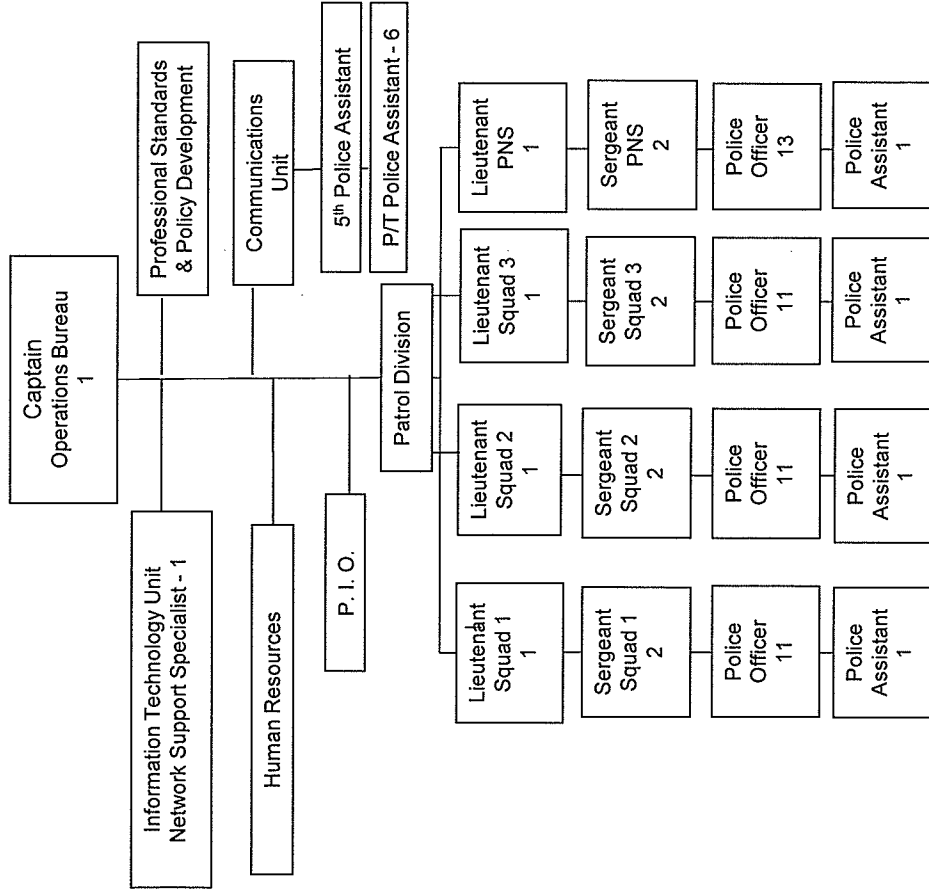 Captain
Operations Bureau
1
Information Technology Unit
Network Support Specialist - 1
Professional Standards
& Policy Development
Human Resources
Communications
Unit
P. I. O.
5th Police Assistant
P/T Police Assistant - 6
Patrol Division
Lieutenant
Squad 1
1
Lieutenant
Squad 2
1
Lieutenant
Squad 3
1
Lieutenant
PNS
1
Sergeant
Squad 1
2
Sergeant
Squad 2
2
Sergeant
Squad 3
2
Sergeant
PNS
2
Police
Officer
11
Police
Officer
11
Police
Officer
11
Police
Officer
13
Police
Assistant
1
Police
Assistant
1
Police
Assistant
1
Police
Assistant
1